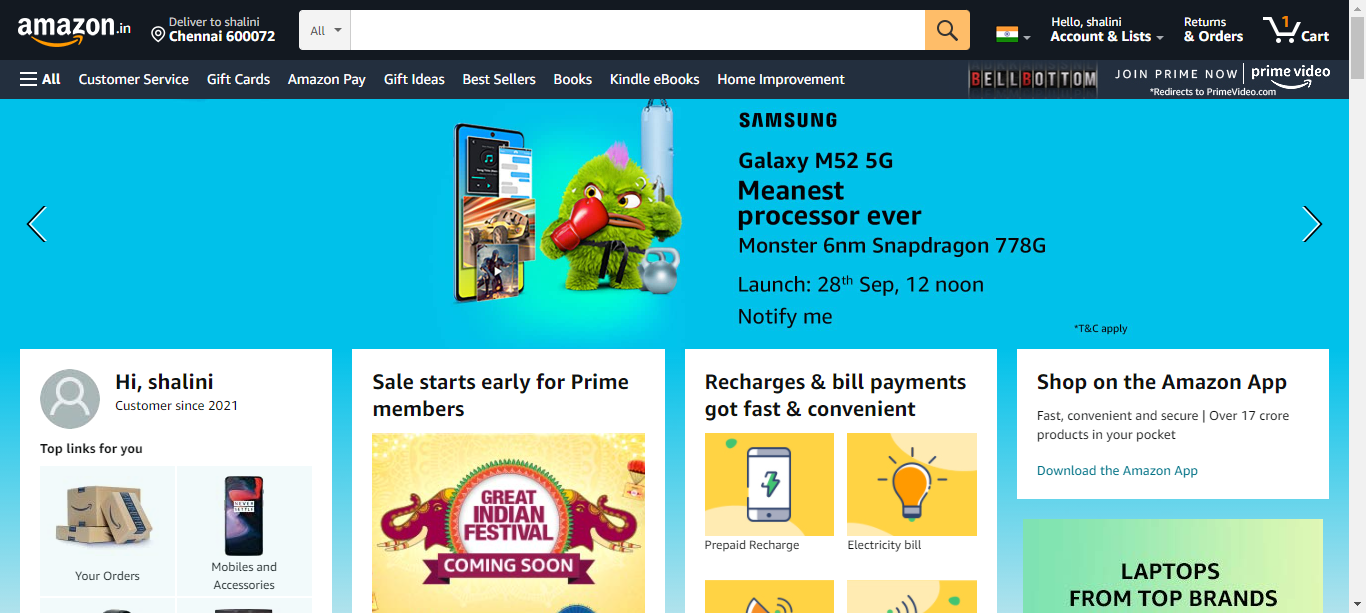 amazon.in
Deliver to shalini
Chennai 600072
All
Hello, shalini
Account & Lists
Returns
& Orders
1
Cart
All
Customer Service
Gift Cards
Amazon Pay
Gift Ideas
Best Sellers
Books
Kindle eBooks
Home Improvement
BELLBOTTOM
JOIN PRIME NOW
prime video
*Redirects to PrimeVideo.com
SAMSUNG
Galaxy M52 5G
Meanest
processor ever
Monster 6nm Snapdragon 778G
Launch: 28th Sep, 12 noon
Notify me
*T&C apply
Hi, shalini
Customer since 2021
Top links for you
NEVER
SETTLE
Your Orders
Mobiles and
Accessories
Sale starts early for Prime
members
GREAT
INDIAN
FESTIVAL
COMING SOON
Recharges & bill payments
got fast & convenient
Prepaid Recharge
Electricity bill
Shop on the Amazon App
Fast, convenient and secure | Over 17 crore
products in your pocket
Download the Amazon App
LAPTOPS
FROM TOP BRANDS